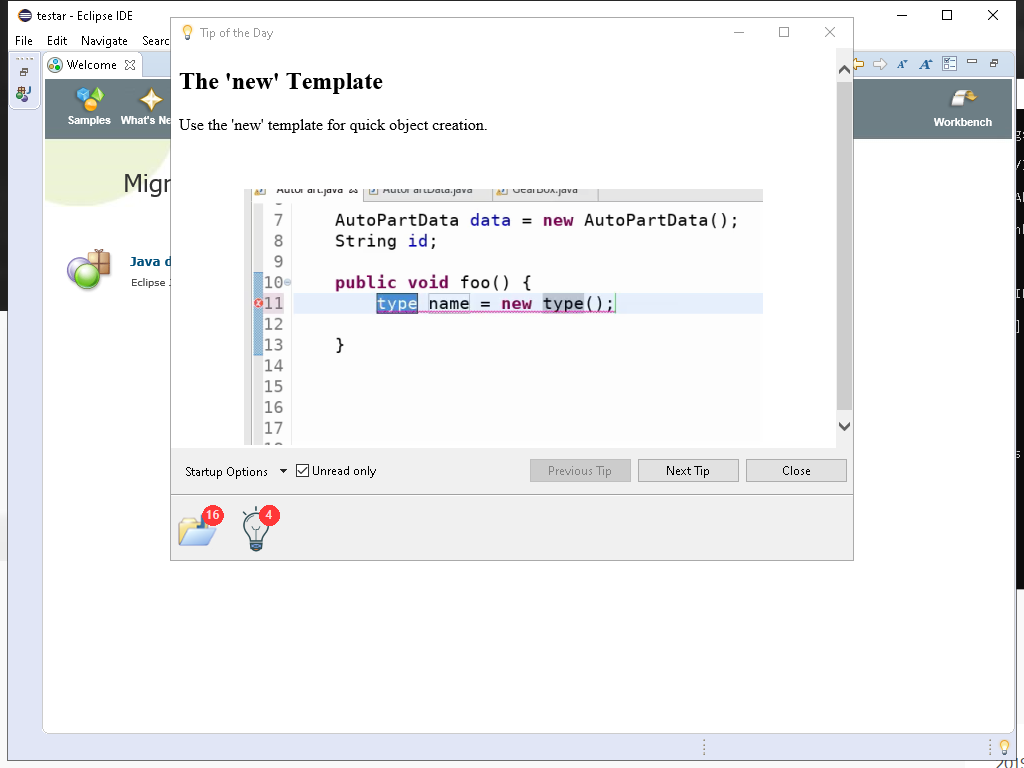 testar - Eclipse IDE
File Edit Navigate Searc
Welcome
Samples What's Ne
Workbench
Migr
Java d
Eclipse
Tip of the Day
The 'new' Template
Use the 'new' template for quick object creation.
AutoPart.java AutoPartData.java GearBox.java
7 AutoPartData data = new AutoPartData();
8 String id;
9
10 public void foo() {
11 type name = new type();
12
13 }
14
15
16
17
18
Startup Options Unread only Previous Tip Next Tip Close
16 4
2019